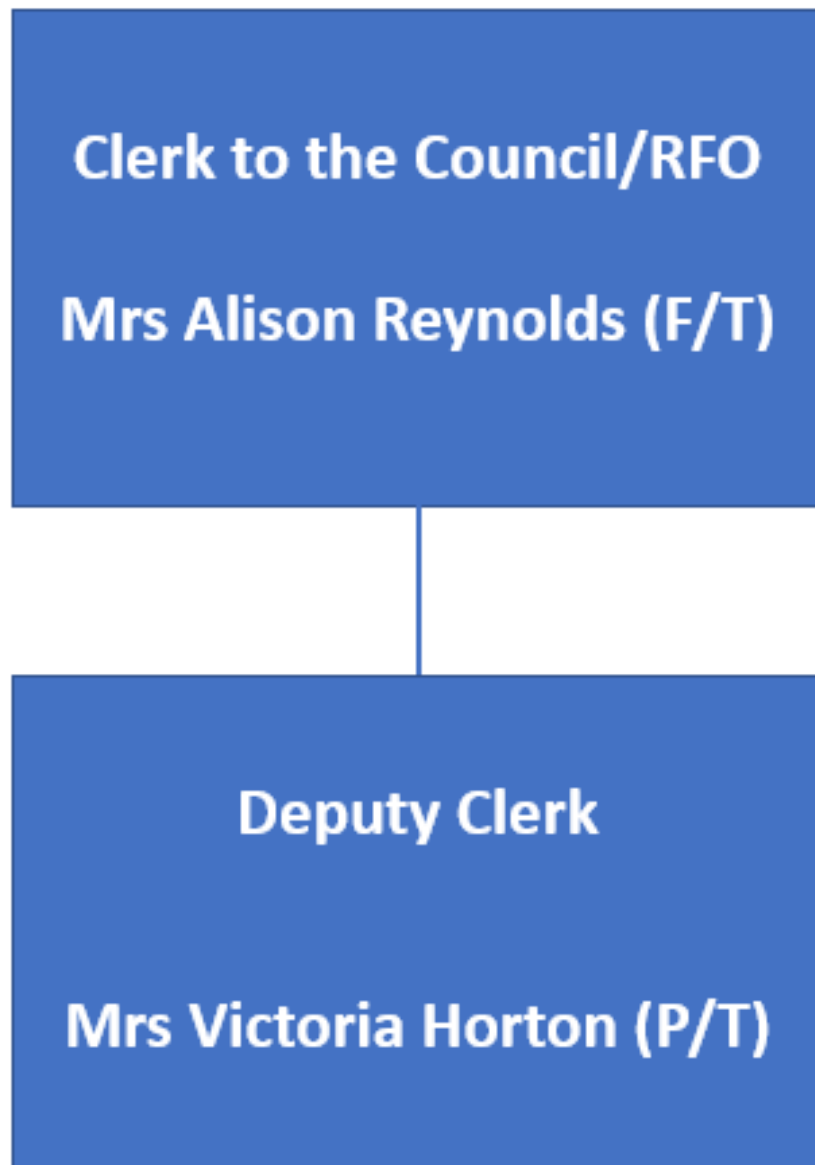 Clerk to the Council/RFO
Mrs Alison Reynolds (F/T)
Deputy Clerk
Mrs Victoria Horton (P/T)